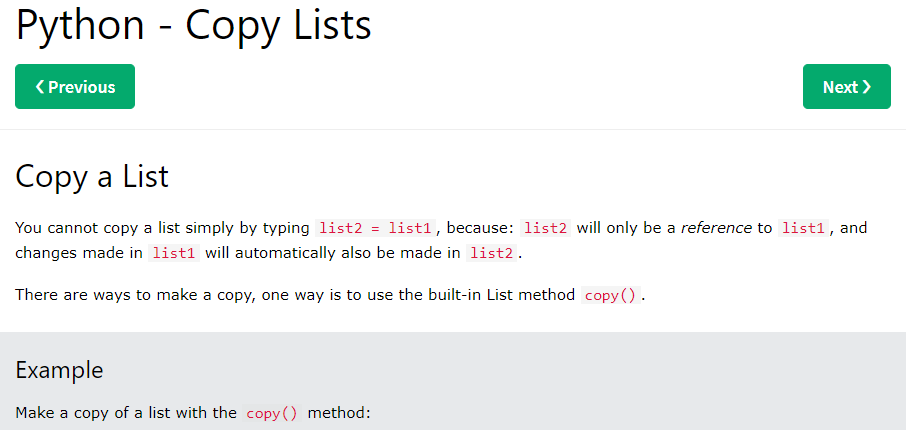 Python - Copy Lists
❮ Previous
Next ❯
Copy a List
You cannot copy a list simply by typing list2 = list1, because: list2 will only be a reference to list1, and
changes made in list1 will automatically also be made in list2.
There are ways to make a copy, one way is to use the built-in List method copy().
Example
Make a copy of a list with the copy() method: